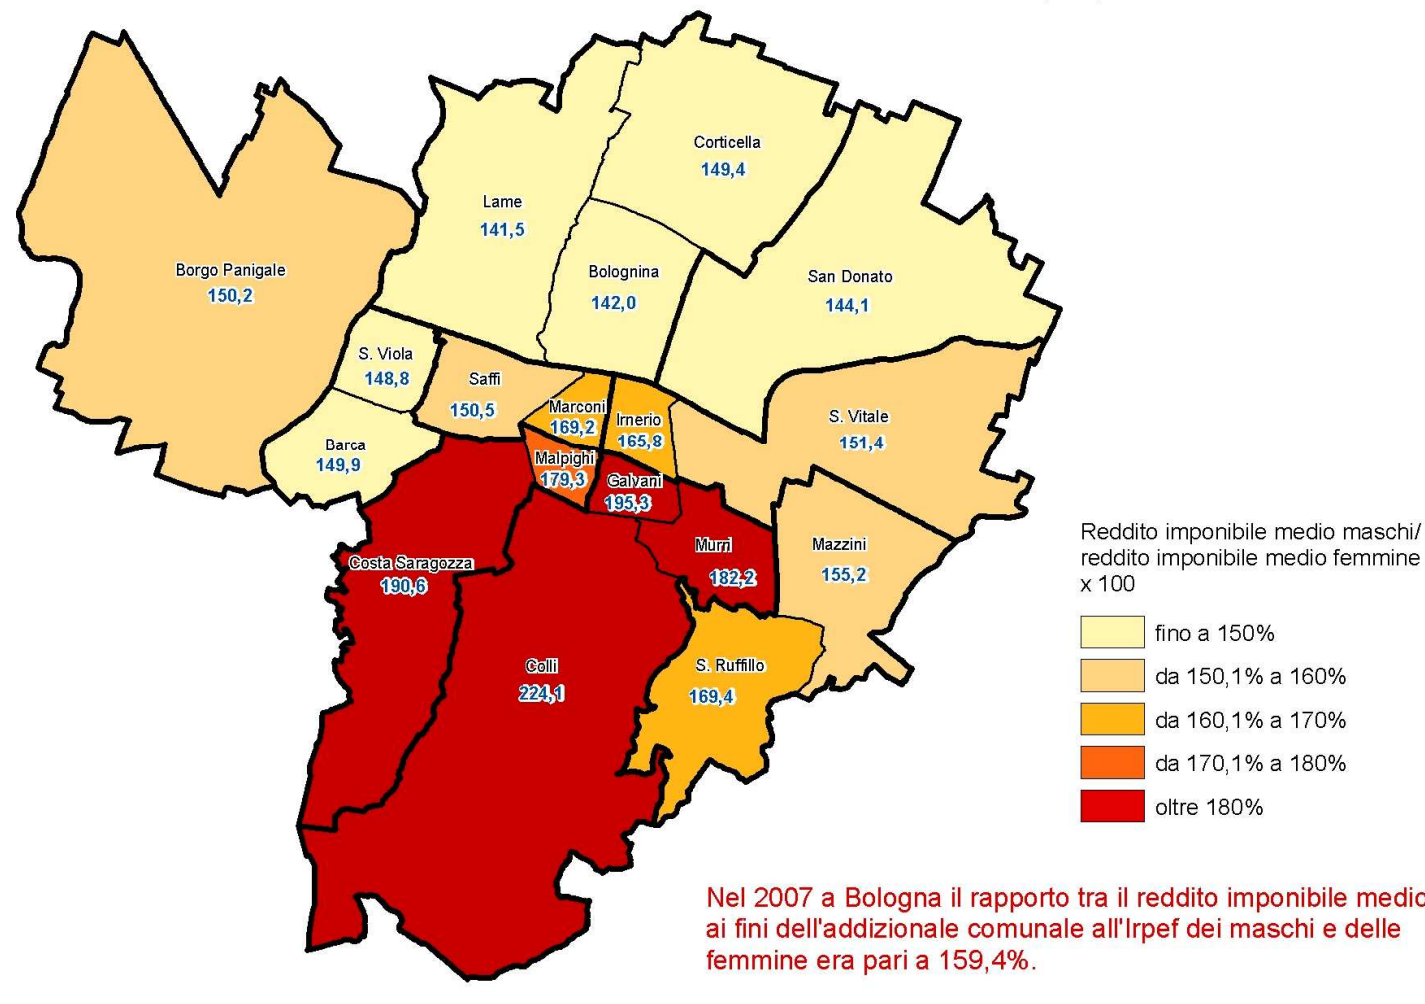 Corticella
149,4
Lame
141,5
Borgo Panigale
150,2
Bolognina
142,0
San Donato
144,1
S. Viola
148,8
Saffi
150,5
Marconi
169,2
Irnerio
165,8
S. Vitale
151,4
Barca
149,9
Malpighi
179,3
Galvani
195,3
Murri
182,2
Mazzini
155,2
Costa Saragozza
190,6
Colli
224,1
S. Ruffillo
169,4
Reddito imponibile medio maschi/
reddito imponibile medio femmine
x 100
fino a 150%
da 150,1% a 160%
da 160,1% a 170%
da 170,1% a 180%
oltre 180%
Nel 2007 a Bologna il rapporto tra il reddito imponibile medio
ai fini dell'addizionale comunale all'Irpef dei maschi e delle
femmine era pari a 159,4%.